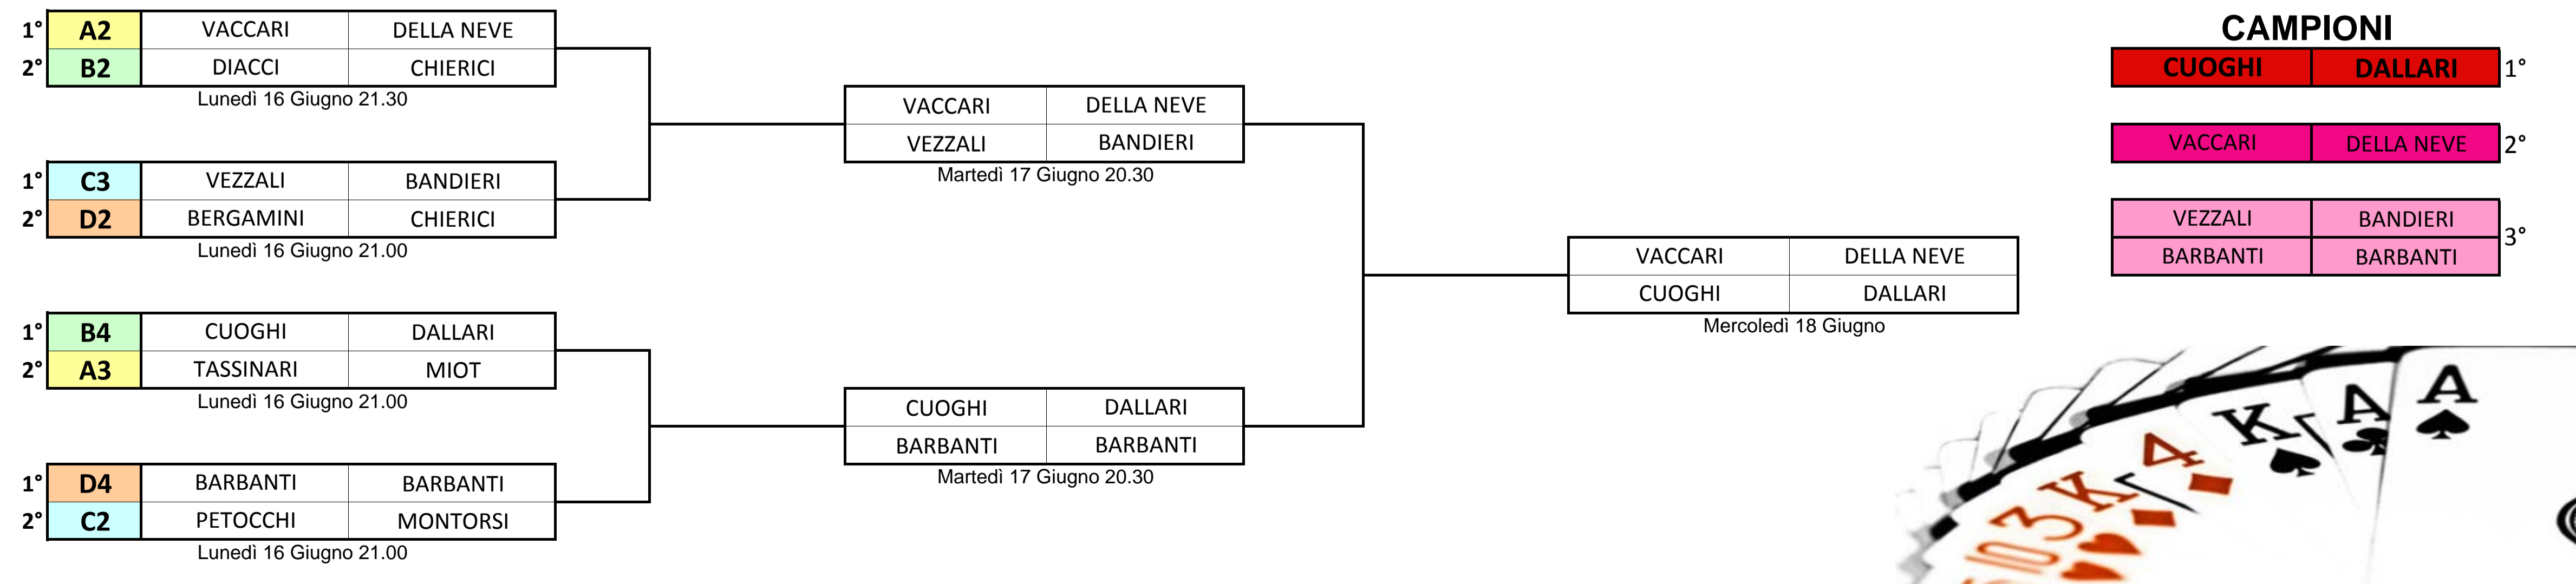 1° A2 VACCARI DELLA NEVE
2° B2 DIACCI CHIERICI
Lunedì 16 Giugno 21.30
1° C3 VEZZALI BANDIERI
2° D2 BERGAMINI CHIERICI
Lunedì 16 Giugno 21.00
1° B4 CUOGHI DALLARI
2° A3 TASSINARI MIOT
Lunedì 16 Giugno 21.00
1° D4 BARBANTI BARBANTI
2° C2 PETOCCHI MONTORSI
Lunedì 16 Giugno 21.00
VACCARI DELLA NEVE
VEZZALI BANDIERI
Martedì 17 Giugno 20.30
CUOGHI DALLARI
BARBANTI BARBANTI
Martedì 17 Giugno 20.30
VACCARI DELLA NEVE
CUOGHI DALLARI
Mercoledì 18 Giugno
CAMPIONI
CUOGHI DALLARI 1°
VACCARI DELLA NEVE 2°
VEZZALI BANDIERI
3°
BARBANTI BARBANTI
10 3 K 4 K A A